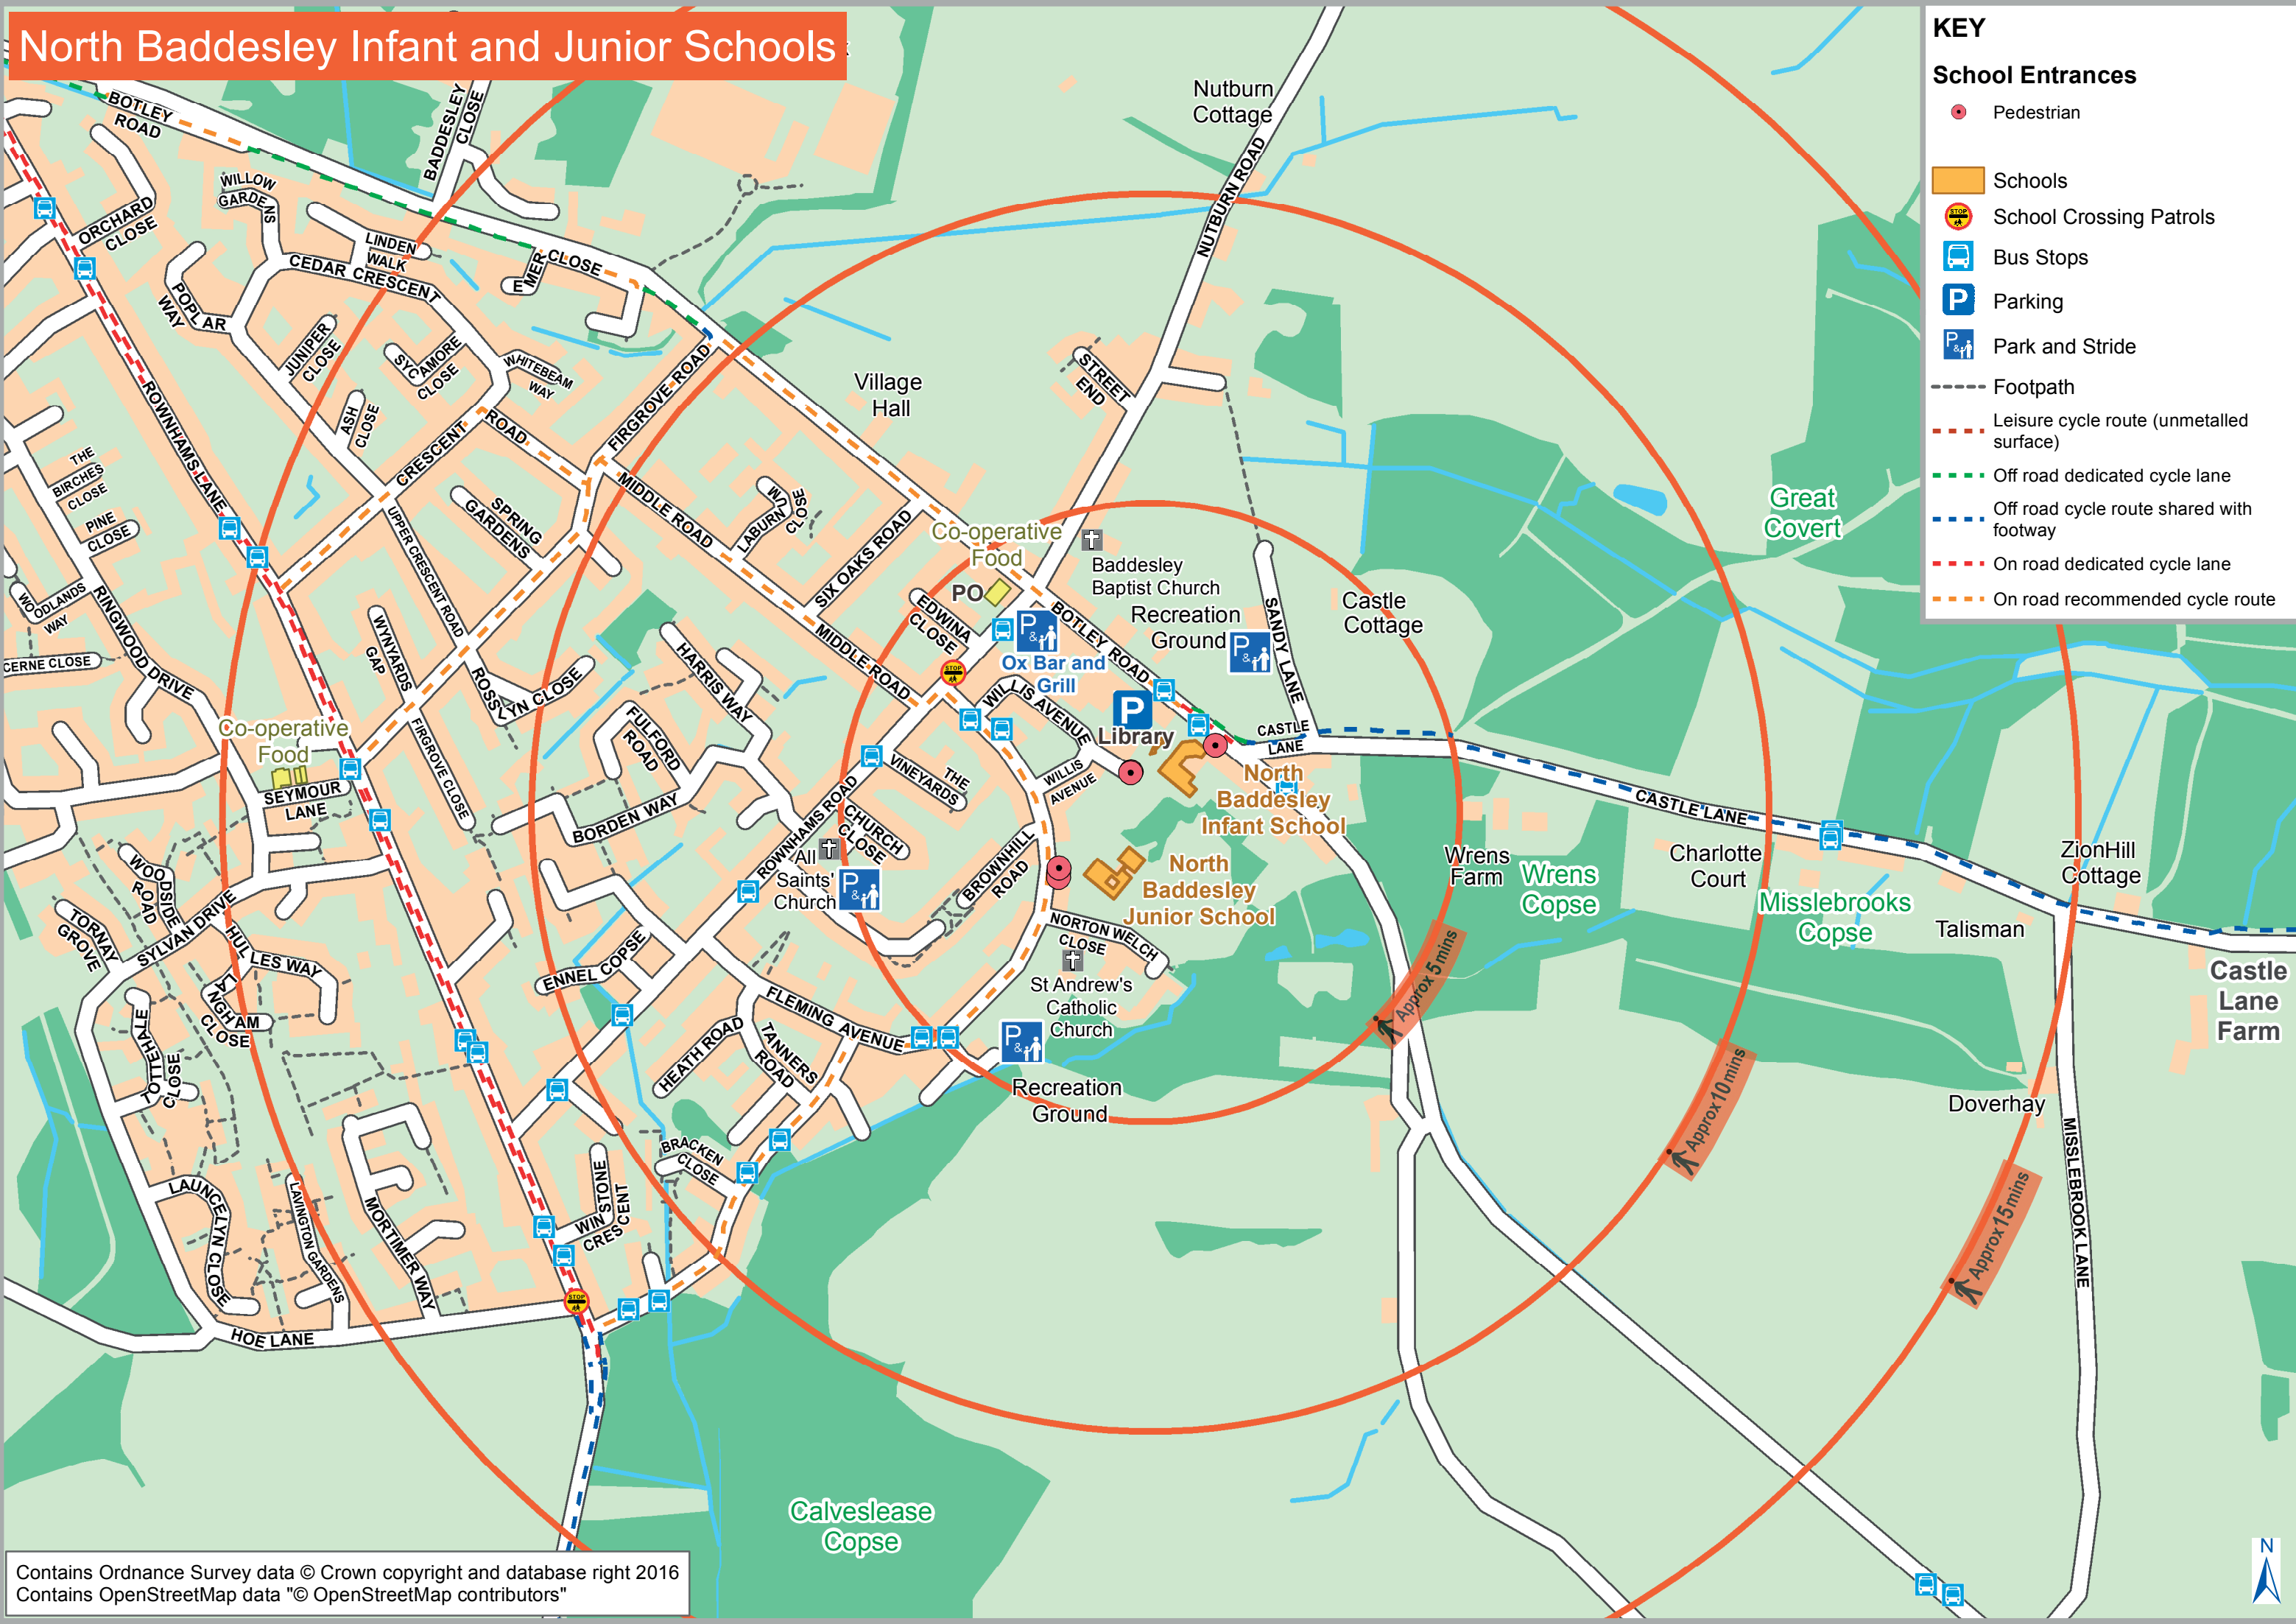 North Baddesley Infant and Junior Schools
KEY
School Entrances
Pedestrian
Schools
School Crossing Patrols
Bus Stops
Parking
Park and Stride
Footpath
Leisure cycle route (unmetalled
surface)
Off road dedicated cycle lane
Off road cycle route shared with
footway
On road dedicated cycle lane
On road recommended cycle route
BOTLEY
ROAD
BADDESLEY
CLOSE
Nutburn
Cottage
NUTBURN ROAD
WILLOW
GARDENS
ORCHARD
CLOSE
LINDEN
WALK
CEDAR CRESCENT
EMER CLOSE
POPLAR
WAY
JUNIPER
CLOSE
SYCAMORE
CLOSE
WHITEBEAM
WAY
FIRGROVE ROAD
Village
Hall
STREET
END
ROWNHAMS LANE
ASH
CLOSE
CRESCENT
ROAD
THE
BIRCHES
CLOSE
PINE
CLOSE
SPRING
GARDENS
MIDDLE ROAD
LABURNUM
CLOSE
SIX OAKS ROAD
Co-operative
Food
PO
Baddesley
Baptist Church
Great
Covert
UPPER CRESCENT ROAD
WOODLANDS
WAY
RINGWOOD DRIVE
CERNE CLOSE
WYNYARDS
GAP
ROSSLYN CLOSE
HARRIS WAY
EDWINA
CLOSE
MIDDLE ROAD
BOTLEY ROAD
Recreation
Ground
SANDY LANE
Castle
Cottage
Ox Bar and
Grill
WILLIS AVENUE
Library
CASTLE
LANE
Co-operative
Food
SEYMOUR
LANE
FIRGROVE CLOSE
FULFORD
ROAD
BORDEN WAY
THE
VINEYARDS
WILLIS
AVENUE
North
Baddesley
Infant School
CASTLE LANE
ROWNHAMS ROAD
CHURCH
CLOSE
All
Saints'
Church
BROWNHILL
ROAD
North
Baddesley
Junior School
Wrens
Farm
Wrens
Copse
Charlotte
Court
Misslebrooks
Copse
ZionHill
Cottage
Talisman
Castle
Lane
Farm
WOODSIDE
ROAD
TORNAY
GROVE
SYLVAN DRIVE
HULLES WAY
LANGHAM
CLOSE
ENNEL COPSE
NORTON WELCH
CLOSE
St Andrew's
Catholic
Church
FLEMING AVENUE
HEATH ROAD
TANNERS
ROAD
TOTTEHALE
CLOSE
Recreation
Ground
Approx 5 mins
Approx 10 mins
Approx 15 mins
Doverhay
MISSLEBROOK LANE
BRACKEN
CLOSE
WINSTONE
CRESCENT
LAUNCELYN CLOSE
LAVINGTON GARDENS
MORTIMER WAY
HOE LANE
Calveslease
Copse
N
Contains Ordnance Survey data © Crown copyright and database right 2016
Contains OpenStreetMap data "© OpenStreetMap contributors"